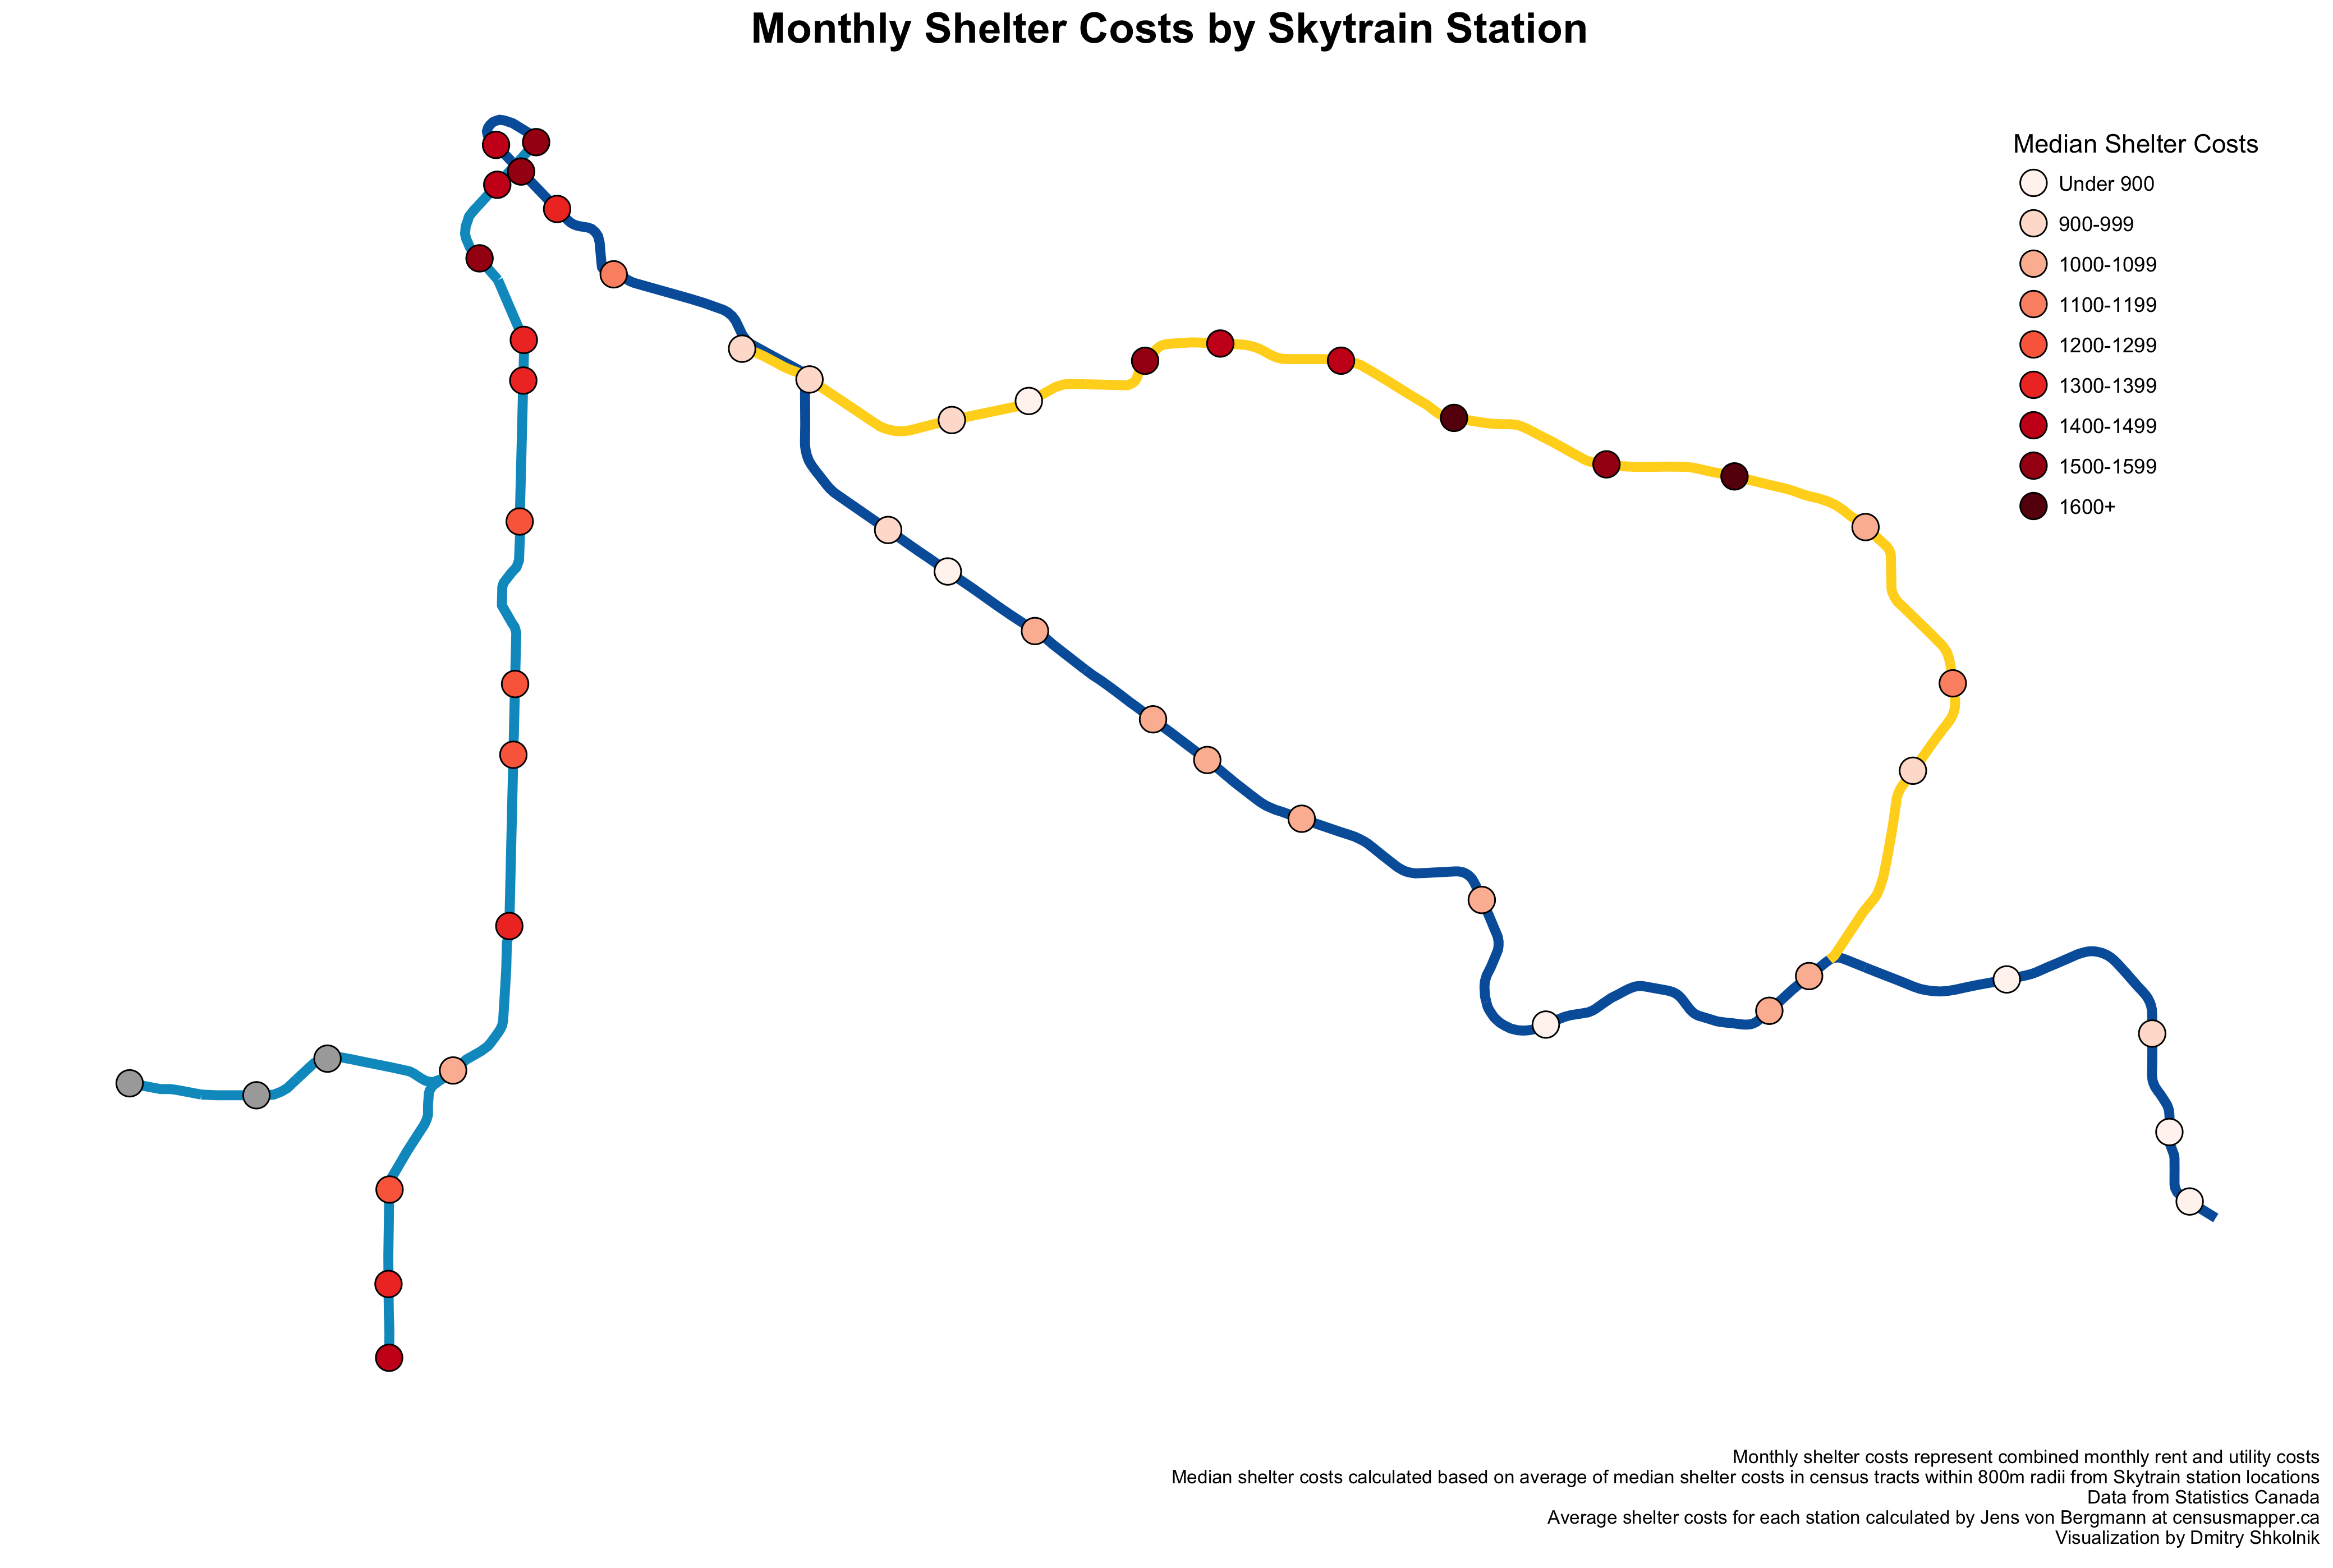 Monthly Shelter Costs by Skytrain Station
Median Shelter Costs
Under 900
900-999
1000-1099
1100-1199
1200-1299
1300-1399
1400-1499
1500-1599
1600+
Monthly shelter costs represent combined monthly rent and utility costs
Median shelter costs calculated based on average of median shelter costs in census tracts within 800m radii from Skytrain station locations
Data from Statistics Canada
Average shelter costs for each station calculated by Jens von Bergmann at censusmapper.ca
Visualization by Dmitry Shkolnik